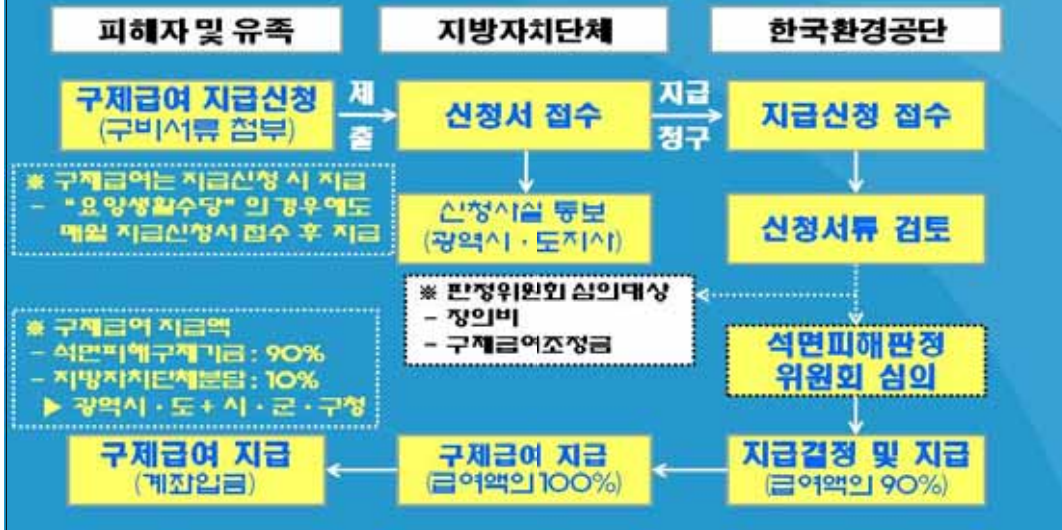 피해자 및 유족
지방자치단체
한국환경공단
구제급여 지급신청
(구비서류 첨부)
제
출
신청서 접수
지급
청구
지급신청 접수
※ 구제급여는 지급신청 시 지급
- "요양생활수당"의 경우에도
매월 지급신청서 접수 후 지급
신청사실 통보
(광역시·도지사)
신청서류 검토
※ 판정위원회 심의대상
- 장의비
- 구제급여조정금
※ 구제급여 지급액
- 석면피해구제기금 : 90%
- 지방자치단체분담 : 10%
▶ 광역시·도 + 시·군·구청
석면피해판정
위원회 심의
구제급여 지급
(계좌입금)
구제급여 지급
(급여액의 100%)
지급결정 및 지급
(급여액의 90%)